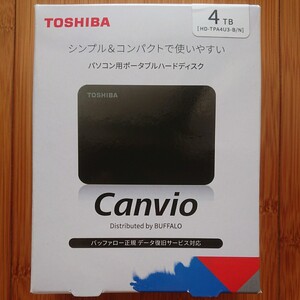 TOSHIBA
4TB
[HD-TPA4U3-B/N]
シンプル&コンパクトで使いやすい
パソコン用ポータブルハードディスク
TOSHIBA
Canvio
Distributed by BUFFALO
バッファロー正規 データ復旧サービス対応